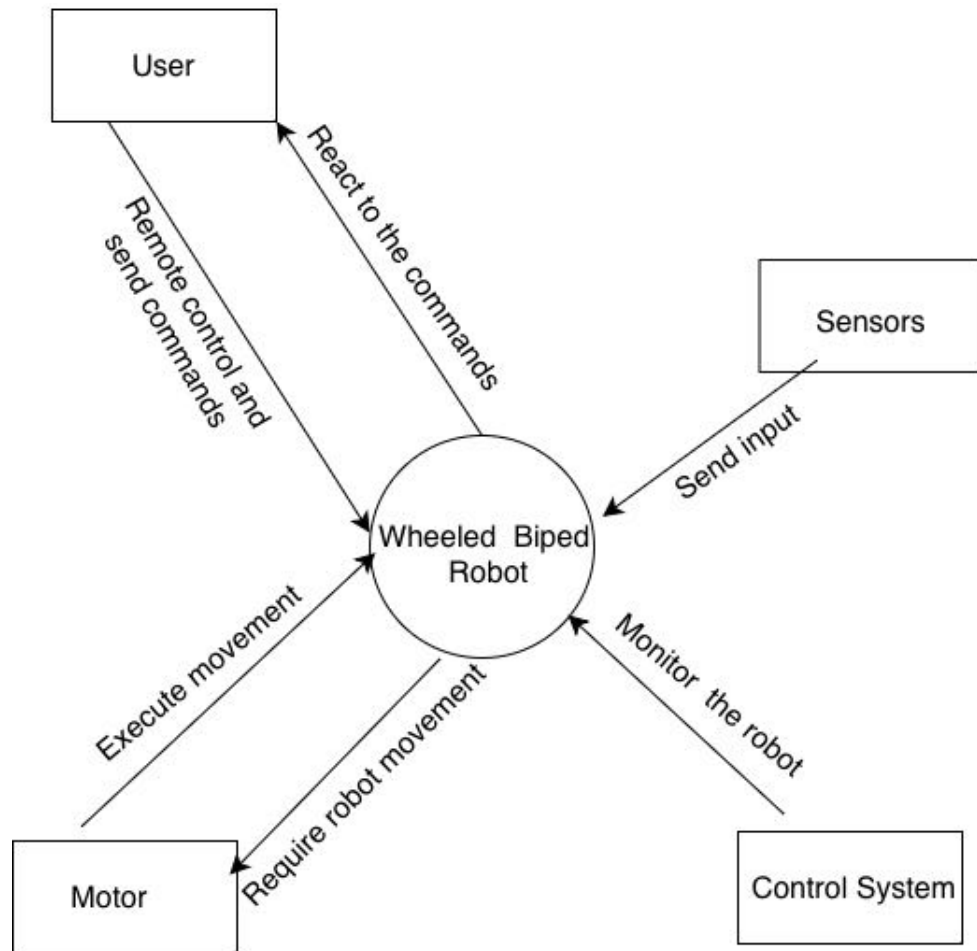 User
React to the commands
Remote control and
send commands
Sensors
Send input
Wheeled Biped
Robot
Execute movement
Require robot movement
Monitor the robot
Motor
Control System